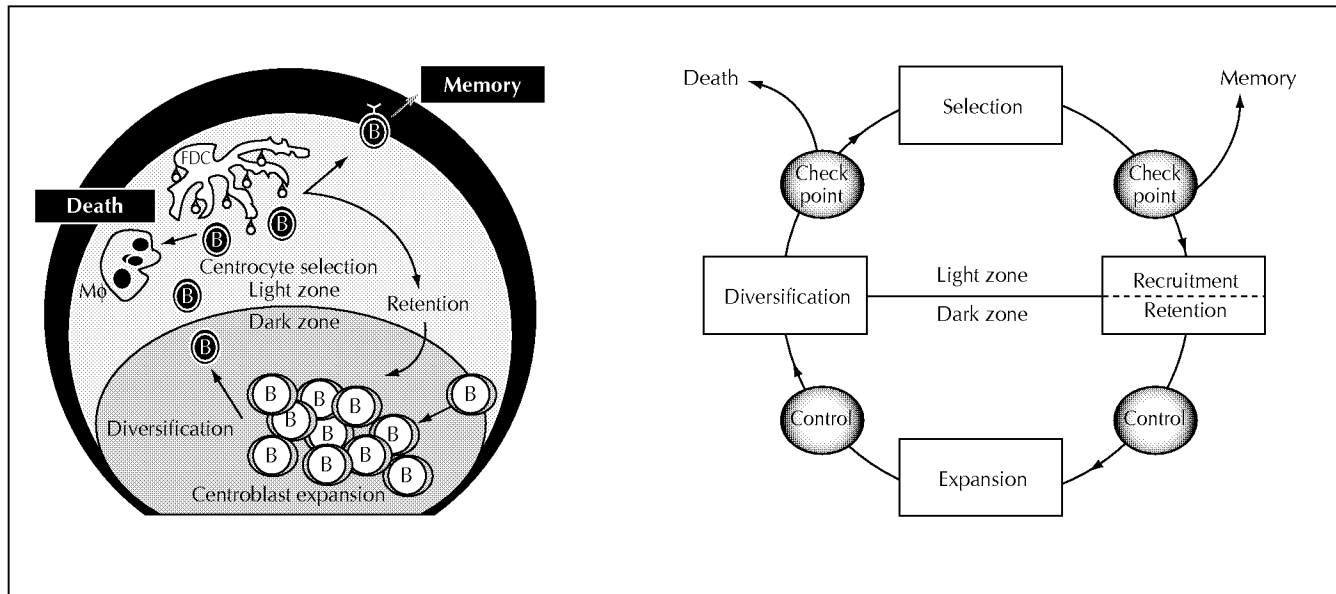 Memory
B
FDC
Death
B
B
Centrocyte selection
Mϕ
B
Light zone
Retention
Dark zone
B
B
B
B
B
B
B
B
B
B
B
B
Diversification
Centroblast expansion
Death
Memory
Selection
Check
point
Check
point
Diversification
Light zone
Dark zone
Recruitment
Retention
Control
Control
Expansion